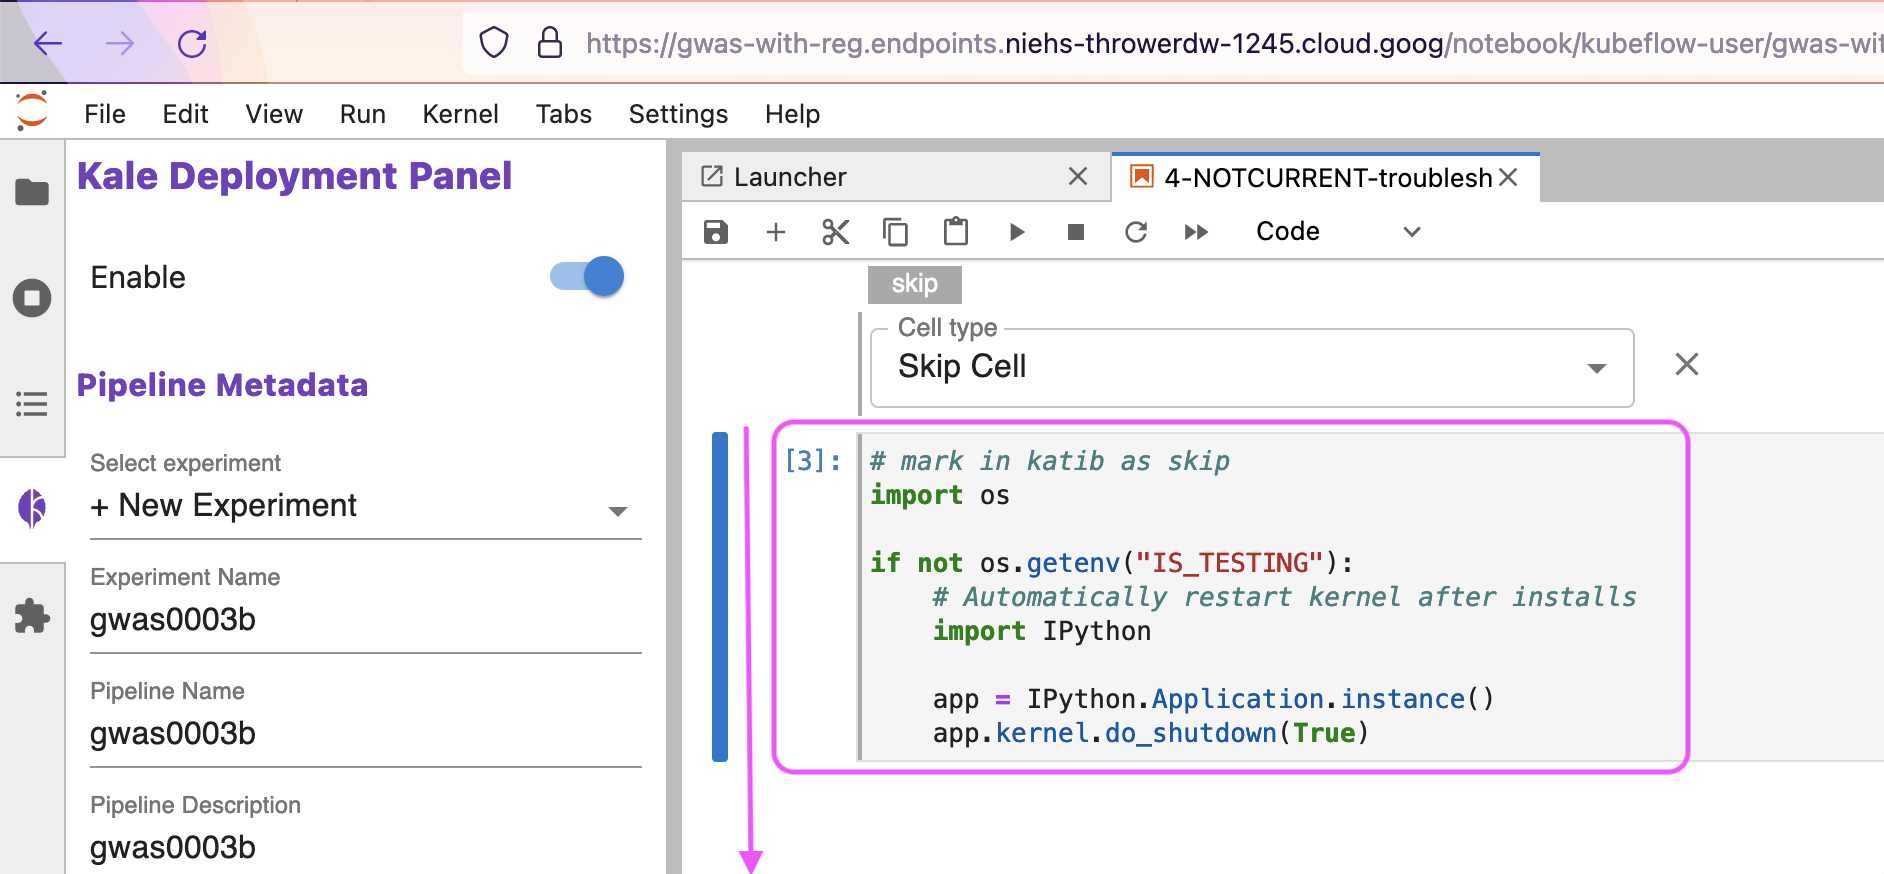 https://gwas-with-reg.endpoints.niehs-throwerdw-1245.cloud.goog/notebook/kubeflow-user/gwas-wit
File Edit View Run Kernel Tabs Settings Help
Kale Deployment Panel
Enable
Pipeline Metadata
Select experiment
+ New Experiment
Experiment Name
gwas0003b
Pipeline Name
gwas0003b
Pipeline Description
gwas0003b
Launcher
4-NOTCURRENT-troublesh
Code
skip
Cell type
Skip Cell
[3]:
# mark in katib as skip
import os
if not os.getenv("IS_TESTING"):
    # Automatically restart kernel after installs
    import IPython
    app = IPython.Application.instance()
    app.kernel.do_shutdown(True)